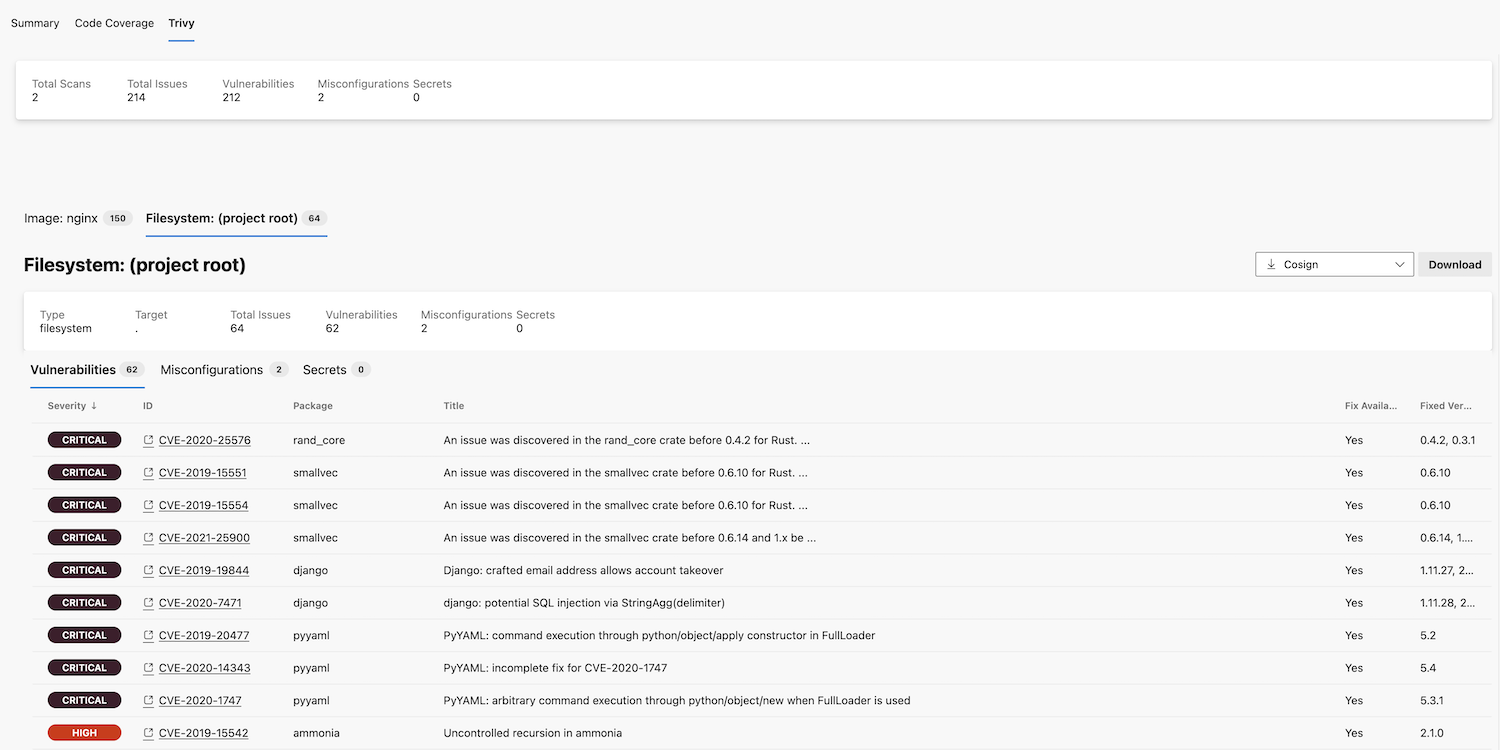 Summary Code Coverage Trivy
Total Scans Total Issues Vulnerabilities Misconfigurations Secrets
2 214 212 2 0
Image: nginx 150 Filesystem: (project root) 64
Filesystem: (project root) Cosign Download
Type Target Total Issues Vulnerabilities Misconfigurations Secrets
filesystem . 64 62 2 0
Vulnerabilities 62 Misconfigurations 2 Secrets 0
Severity ↓ ID Package Title Fix Availa... Fixed Ver...
CRITICAL CVE-2020-25576 rand_core An issue was discovered in the rand_core crate before 0.4.2 for Rust. ... Yes 0.4.2, 0.3.1
CRITICAL CVE-2019-15551 smallvec An issue was discovered in the smallvec crate before 0.6.10 for Rust. ... Yes 0.6.10
CRITICAL CVE-2019-15554 smallvec An issue was discovered in the smallvec crate before 0.6.10 for Rust. ... Yes 0.6.10
CRITICAL CVE-2021-25900 smallvec An issue was discovered in the smallvec crate before 0.6.14 and 1.x be ... Yes 0.6.14, 1....
CRITICAL CVE-2019-19844 django Django: crafted email address allows account takeover Yes 1.11.27, 2...
CRITICAL CVE-2020-7471 django django: potential SQL injection via StringAgg(delimiter) Yes 1.11.28, 2...
CRITICAL CVE-2019-20477 pyyaml PyYAML: command execution through python/object/apply constructor in FullLoader Yes 5.2
CRITICAL CVE-2020-14343 pyyaml PyYAML: incomplete fix for CVE-2020-1747 Yes 5.4
CRITICAL CVE-2020-1747 pyyaml PyYAML: arbitrary command execution through python/object/new when FullLoader is used Yes 5.3.1
HIGH CVE-2019-15542 ammonia Uncontrolled recursion in ammonia Yes 2.1.0